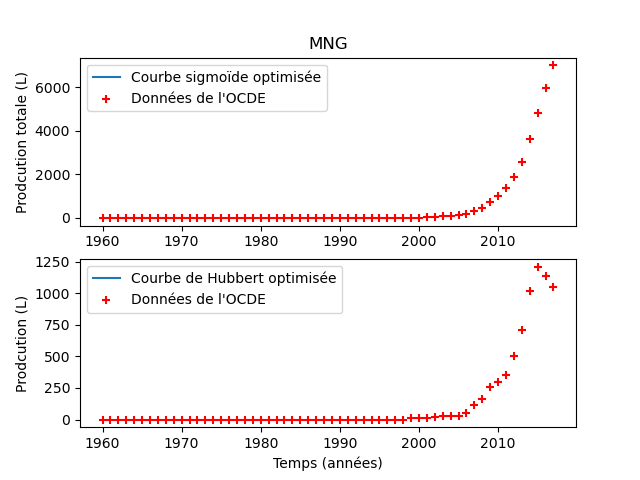 MNG
Prodcution totale (L)
6000
4000
2000
0
Courbe sigmoïde optimisée
Données de l'OCDE
1960 1970 1980 1990 2000 2010
Prodcution (L)
1250
1000
750
500
250
0
Courbe de Hubbert optimisée
Données de l'OCDE
1960 1970 1980 1990 2000 2010
Temps (années)